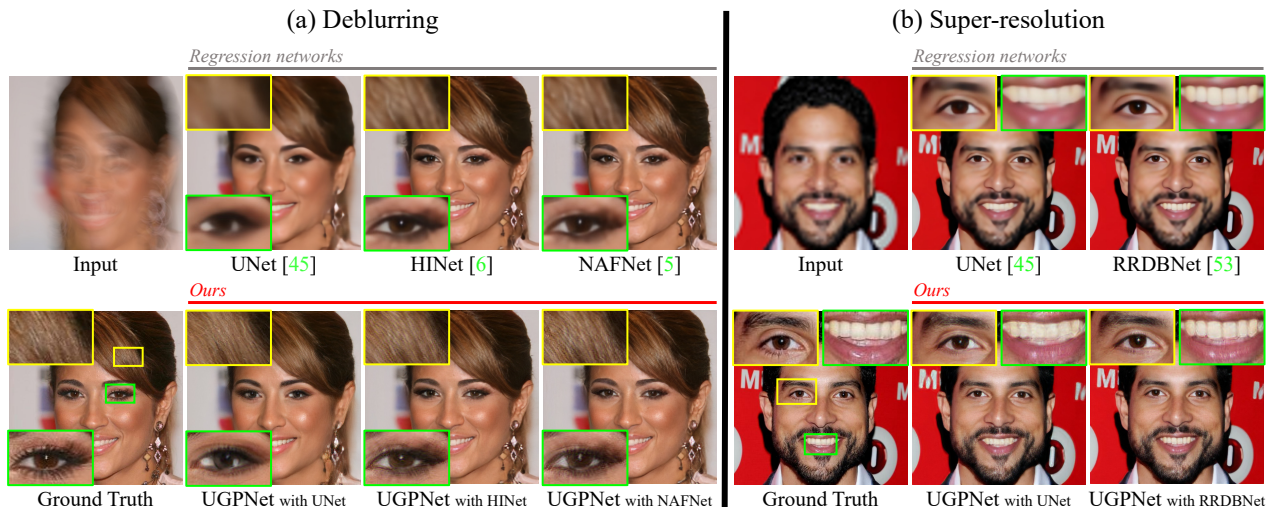 (a) Deblurring
(b) Super-resolution
Regression networks
Regression networks
Input
UNet [45]
HINet [6]
NAFNet [5]
Input
UNet [45]
RRDBNet [53]
Ours
Ours
Ground Truth
UGPNet with UNet
UGPNet with HINet
UGPNet with NAFNet
Ground Truth
UGPNet with UNet
UGPNet with RRDBNet